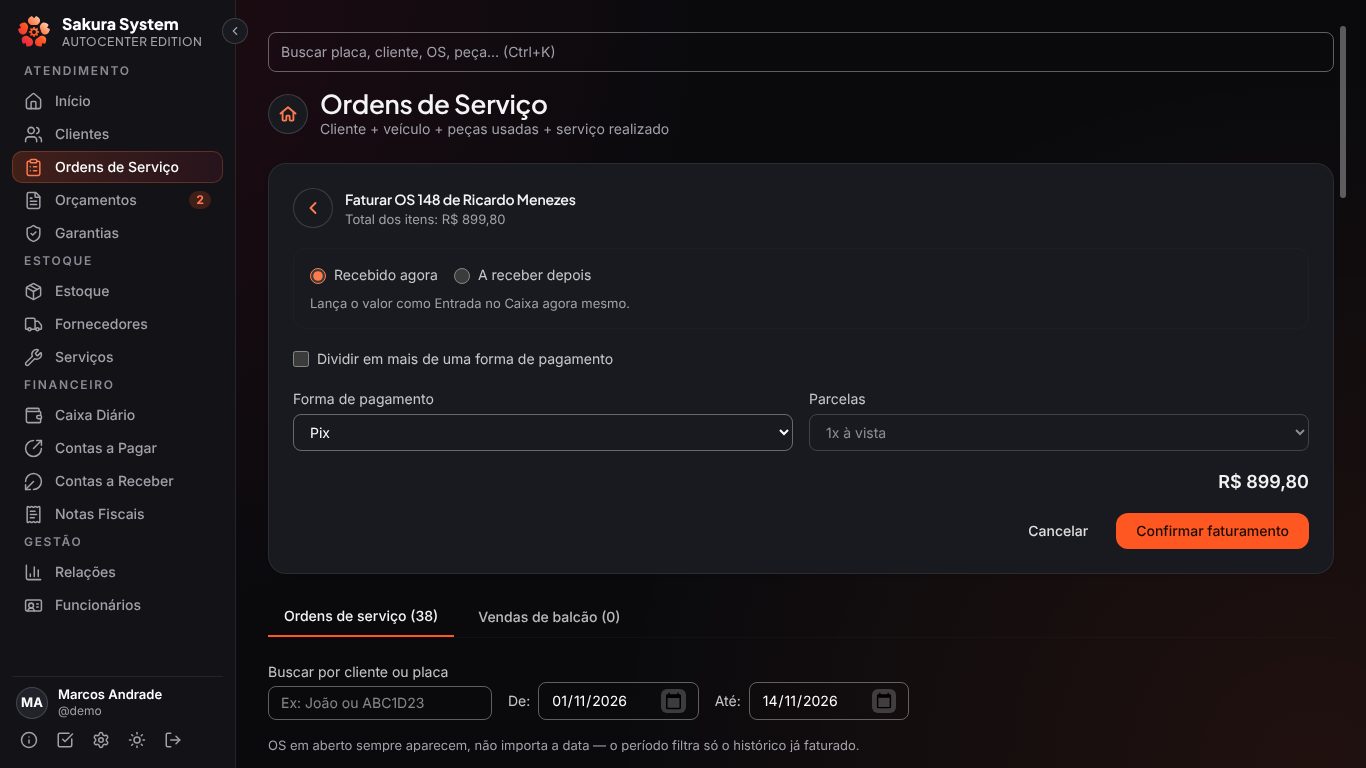 Sakura System
AUTOCENTER EDITION
ATENDIMENTO
Início
Clientes
Ordens de Serviço
Orçamentos 2
Garantias
ESTOQUE
Estoque
Fornecedores
Serviços
FINANCEIRO
Caixa Diário
Contas a Pagar
Contas a Receber
Notas Fiscais
GESTÃO
Relações
Funcionários
MA
Marcos Andrade
@demo
Buscar placa, cliente, OS, peça... (Ctrl+K)
Ordens de Serviço
Cliente + veículo + peças usadas + serviço realizado
Faturar OS 148 de Ricardo Menezes
Total dos itens: R$ 899,80
Recebido agora A receber depois
Lança o valor como Entrada no Caixa agora mesmo.
Dividir em mais de uma forma de pagamento
Forma de pagamento Parcelas
Pix 1x à vista
R$ 899,80
Cancelar Confirmar faturamento
Ordens de serviço (38) Vendas de balcão (0)
Buscar por cliente ou placa
Ex: João ou ABC1D23 De: 01/11/2026 Até: 14/11/2026
OS em aberto sempre aparecem, não importa a data — o período filtra só o histórico já faturado.